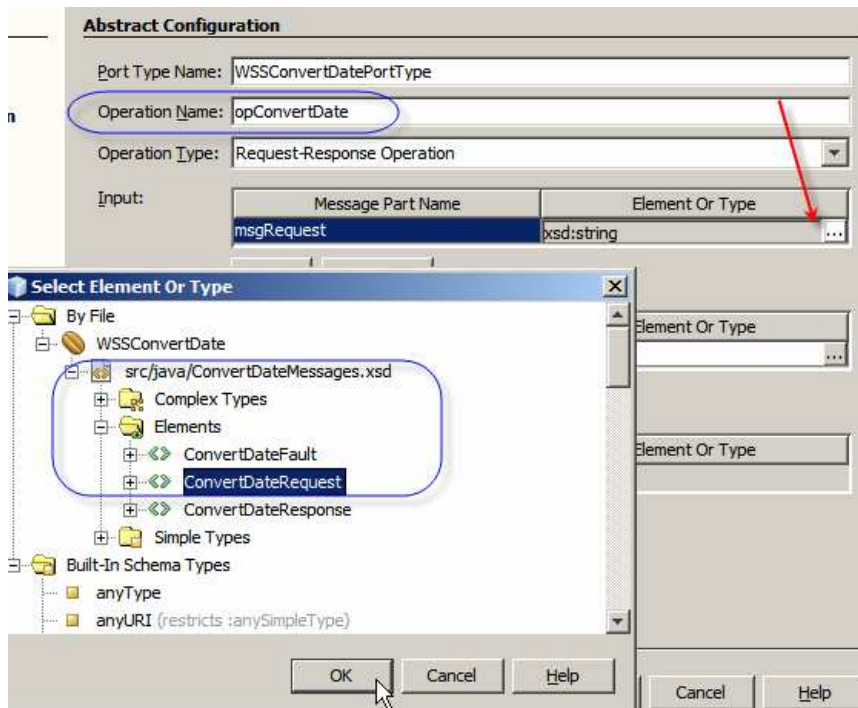 Abstract Configuration
Port Type Name: WSSConvertDatePortType
n
Operation Name: opConvertDate
Operation Type: Request-Response Operation
Input:
Message Part Name Element Or Type
msgRequest xsd:string ...
Select Element Or Type
By File
WSSConvertDate
Element Or Type
...
src/java/ConvertDateMessages.xsd
Complex Types
Elements
ConvertDateFault
Element Or Type
ConvertDateRequest
ConvertDateResponse
Simple Types
Built-In Schema Types
anyType
anyURI (restricts :anySimpleType)
OK Cancel Help
Cancel Help